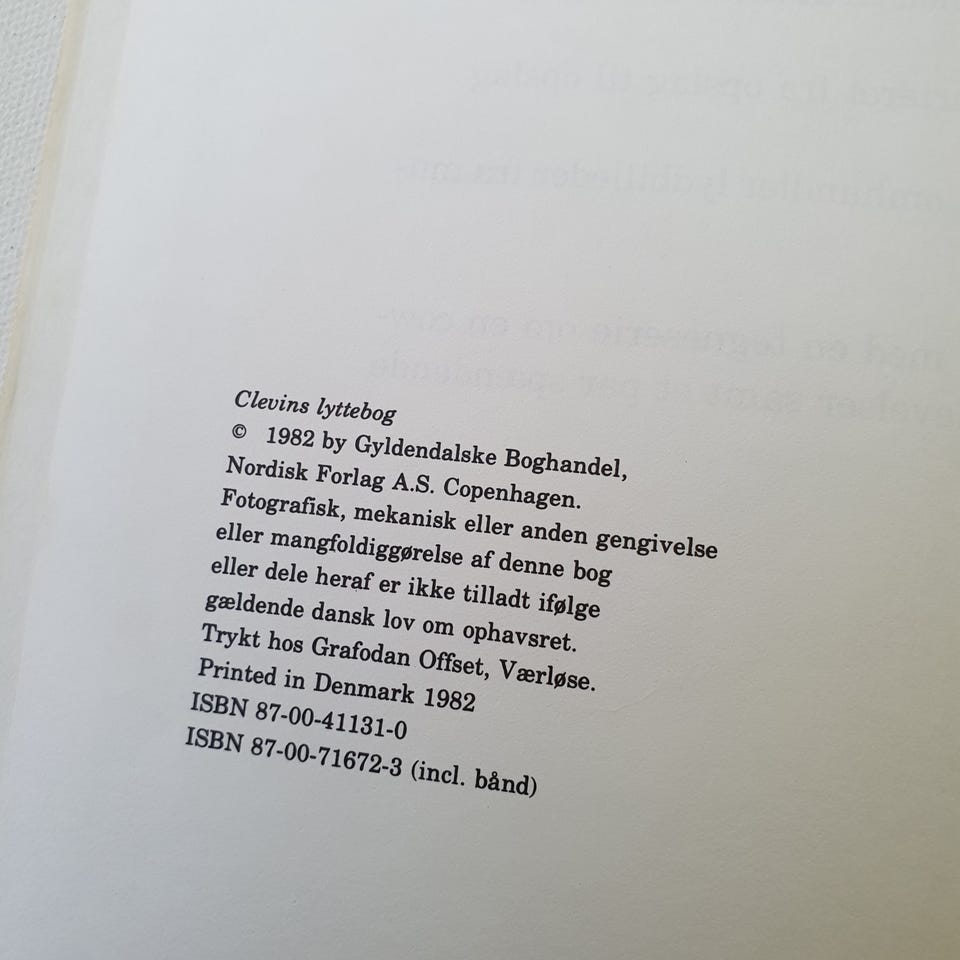 Clevins lyttebog
© 1982 by Gyldendalske Boghandel,
Nordisk Forlag A.S. Copenhagen.
Fotografisk, mekanisk eller anden gengivelse
eller mangfoldiggørelse af denne bog
eller dele heraf er ikke tilladt ifølge
gældende dansk lov om ophavsret.
Trykt hos Grafodan Offset, Værløse.
Printed in Denmark 1982
ISBN 87-00-41131-0
ISBN 87-00-71672-3 (incl. bånd)